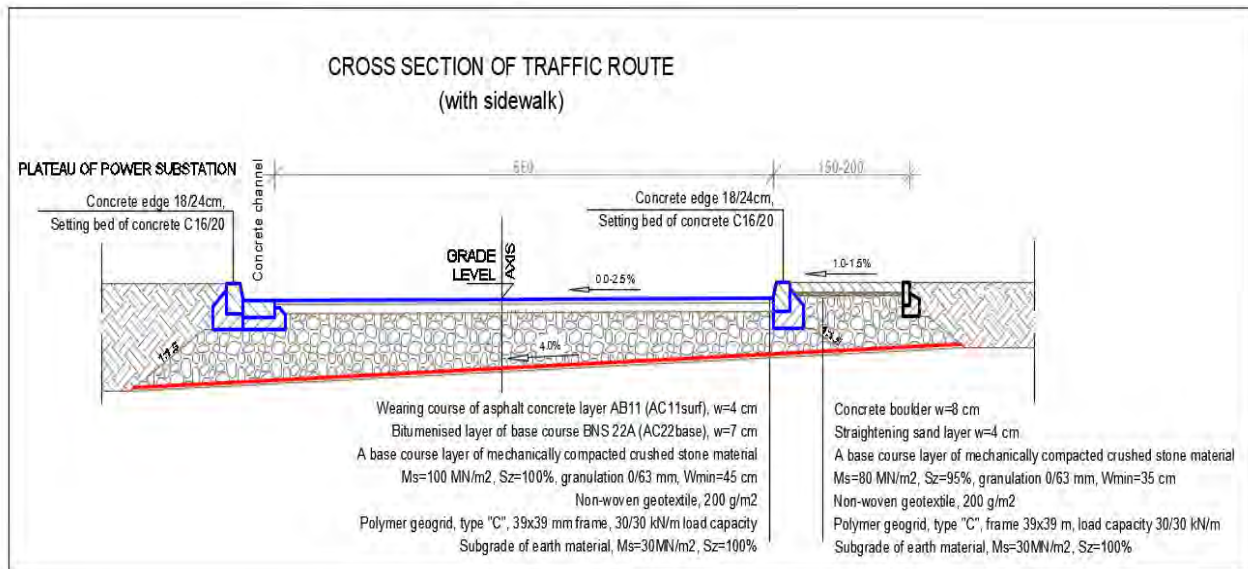 CROSS SECTION OF TRAFFIC ROUTE
(with sidewalk)
PLATEAU OF POWER SUBSTATION
Concrete channel
150-200
Concrete edge 18/24cm,
Setting bed of concrete C16/20
Concrete edge 18/24cm,
Setting bed of concrete C16/20
GRADE
LEVEL
AXIS
0.0-2.5%
1.0-1.5%
1:1.5
1:1.5
4.0%
Wearing course of asphalt concrete layer AB11 (AC11surf), w=4 cm
Bitumenised layer of base course BNS 22A (AC22base), w=7 cm
A base course layer of mechanically compacted crushed stone material
Ms=100 MN/m2, Sz=100%, granulation 0/63 mm, Wmin=45 cm
Non-woven geotextile, 200 g/m2
Polymer geogrid, type "C", 39x39 mm frame, 30/30 kN/m load capacity
Subgrade of earth material, Ms=30MN/m2, Sz=100%
Concrete boulder w=8 cm
Straightening sand layer w=4 cm
A base course layer of mechanically compacted crushed stone material
Ms=80 MN/m2, Sz=95%, granulation 0/63 mm, Wmin=35 cm
Non-woven geotextile, 200 g/m2
Polymer geogrid, type "C", frame 39x39 m, load capacity 30/30 kN/m
Subgrade of earth material, Ms=30MN/m2, Sz=100%